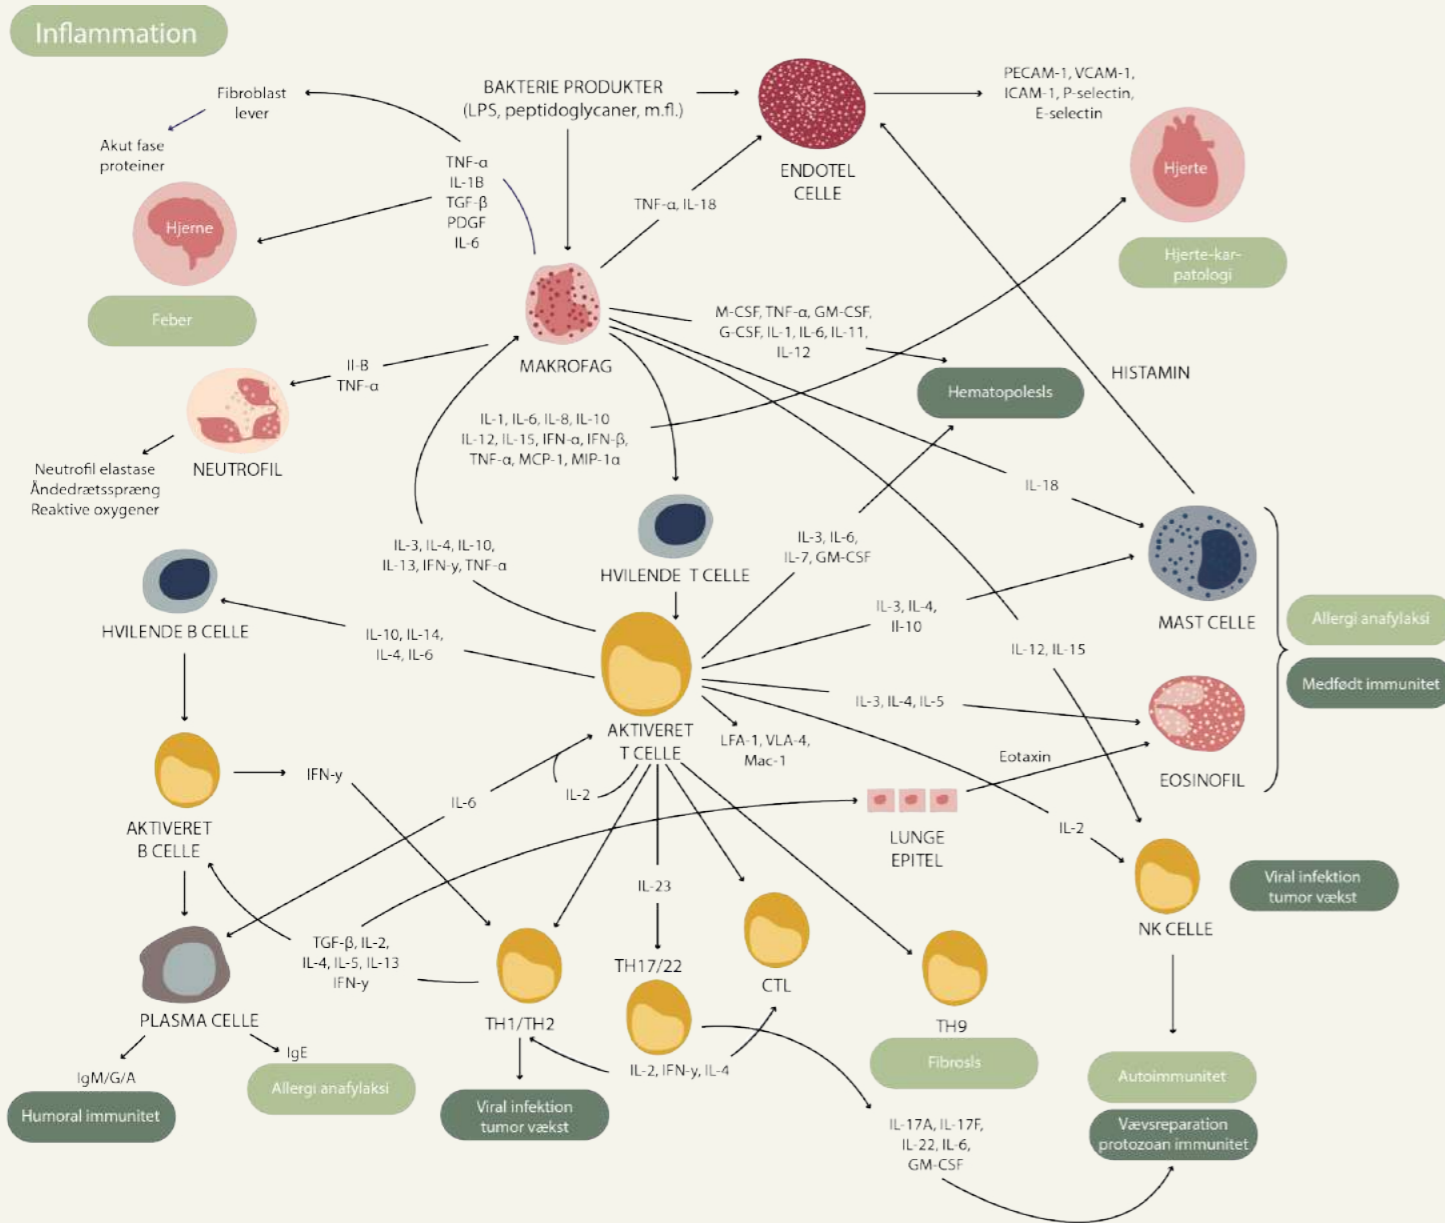 Inflammation
Fibroblast
lever
Akut fase
proteiner
BAKTERIE PRODUKTER
(LPS, peptidoglycaner, m.fl.)
PECAM-1, VCAM-1,
ICAM-1, P-selectin,
E-selectin
ENDOTEL
CELLE
Hjerte
Hjerte-kar-
patologi
TNF-α
IL-1B
TGF-β
PDGF
IL-6
TNF-α, IL-18
Hjerne
Feber
MAKROFAG
M-CSF, TNF-α, GM-CSF,
G-CSF, IL-1, IL-6, IL-11,
IL-12
Hematopolesls
HISTAMIN
Il-8
TNF-α
NEUTROFIL
Neutrofil elastase
Åndedrætsspræng
Reaktive oxygener
IL-1, IL-6, IL-8, IL-10
IL-12, IL-15, IFN-α, IFN-β,
TNF-α, MCP-1, MIP-1α
IL-18
IL-3, IL-4, IL-10,
IL-13, IFN-y, TNF-α
HVILENDE T CELLE
IL-3, IL-6,
IL-7, GM-CSF
MAST CELLE
HVILENDE B CELLE
IL-10, IL-14,
IL-4, IL-6
IL-3, IL-4,
Il-10
IL-12, IL-15
Allergi anafylaksi
Medfødt immunitet
IL-3, IL-4, IL-5
AKTIVERET
T CELLE
LFA-1, VLA-4,
Mac-1
Eotaxin
EOSINOFIL
IFN-y
IL-6
IL-2
AKTIVERET
B CELLE
LUNGE
EPITEL
IL-2
IL-23
NK CELLE
Viral infektion
tumor vækst
TGF-β, IL-2,
IL-4, IL-5, IL-13
IFN-y
TH17/22
CTL
PLASMA CELLE
TH1/TH2
TH9
IgE
IgM/G/A
Allergi anafylaksi
Humoral immunitet
Viral infektion
tumor vækst
IL-2, IFN-y, IL-4
Fibrosls
Autoimmunitet
Vævsreparation
protozoan immunitet
IL-17A, IL-17F,
IL-22, IL-6,
GM-CSF